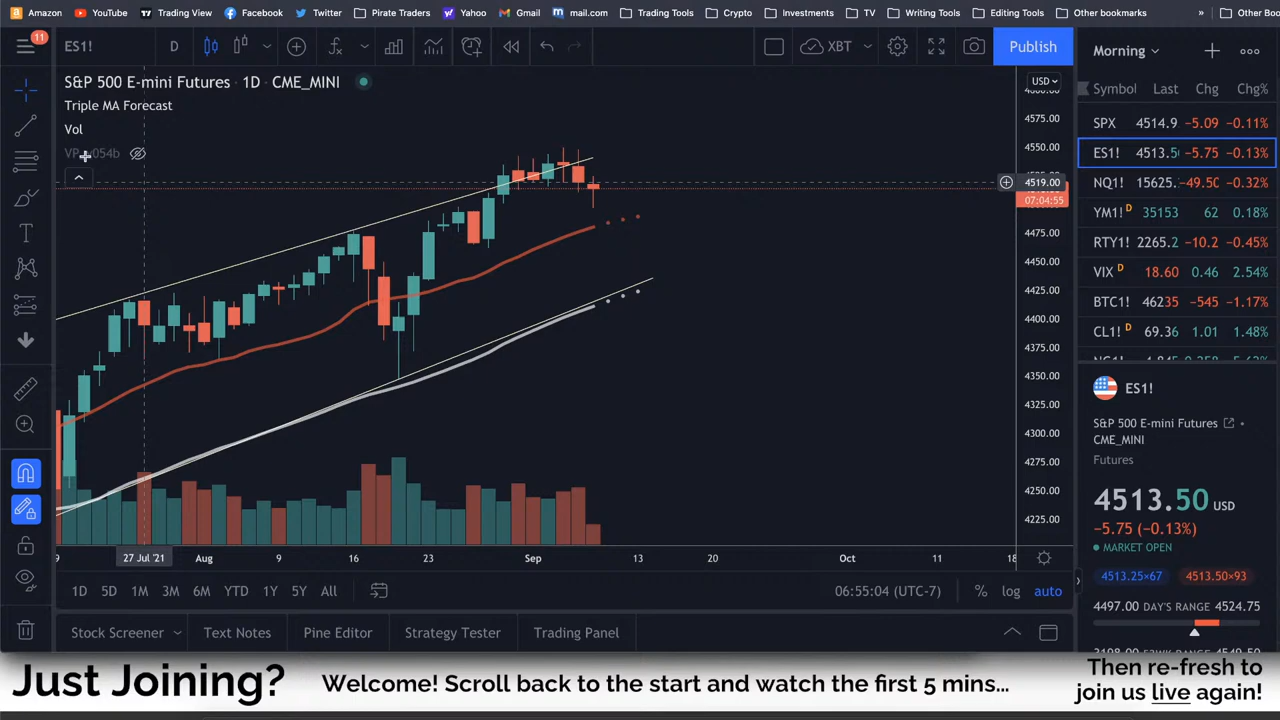 Amazon YouTube Trading View Facebook Twitter Pirate Traders Yahoo Gmail mail.com Trading Tools Crypto Investments TV Writing Tools Editing Tools Other bookmarks » Other Boo
11
ES1! D XBT Publish
S&P 500 E-mini Futures · 1D · CME_MINI
Triple MA Forecast
Vol
USD
4575.00
4550.00
4519.00
07:04:55
4475.00
4450.00
4425.00
4400.00
4375.00
4350.00
4325.00
4300.00
4275.00
4250.00
4225.00
9 27 Jul '21 Aug 9 16 23 Sep 13 20 Oct 11 18
1D 5D 1M 3M 6M YTD 1Y 5Y All 06:55:04 (UTC-7) % log auto
Stock Screener Text Notes Pine Editor Strategy Tester Trading Panel
Morning
Symbol Last Chg Chg%
SPX 4514.9 −5.09 −0.11%
ES1! 4513.50 −5.75 −0.13%
NQ1! 15625. −49.50 −0.32%
YM1! D 35153 62 0.18%
RTY1! 2265.2 −10.2 −0.45%
VIX D 18.60 0.46 2.54%
BTC1! 46235 −545 −1.17%
CL1! D 69.36 1.01 1.48%
ES1!
S&P 500 E-mini Futures
CME_MINI
Futures
4513.50 USD
−5.75 (−0.13%)
MARKET OPEN
4513.25×67 4513.50×93
4497.00 DAY'S RANGE 4524.75
Just Joining? Welcome! Scroll back to the start and watch the first 5 mins...
Then re-fresh to
join us live again!